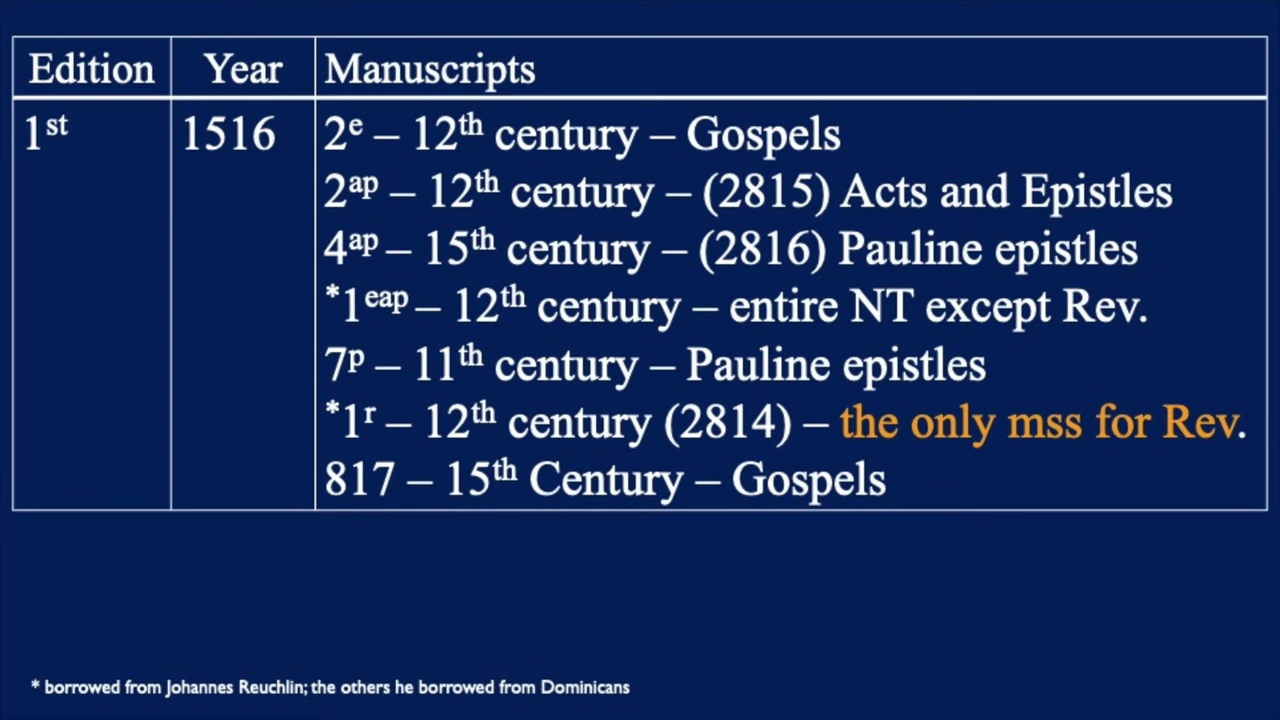 Edition Year Manuscripts
1st 1516 2e – 12th century – Gospels
2ap – 12th century – (2815) Acts and Epistles
4ap – 15th century – (2816) Pauline epistles
*1eap – 12th century – entire NT except Rev.
7p – 11th century – Pauline epistles
*1r – 12th century (2814) – the only mss for Rev.
817 – 15th Century – Gospels
* borrowed from Johannes Reuchlin; the others he borrowed from Dominicans